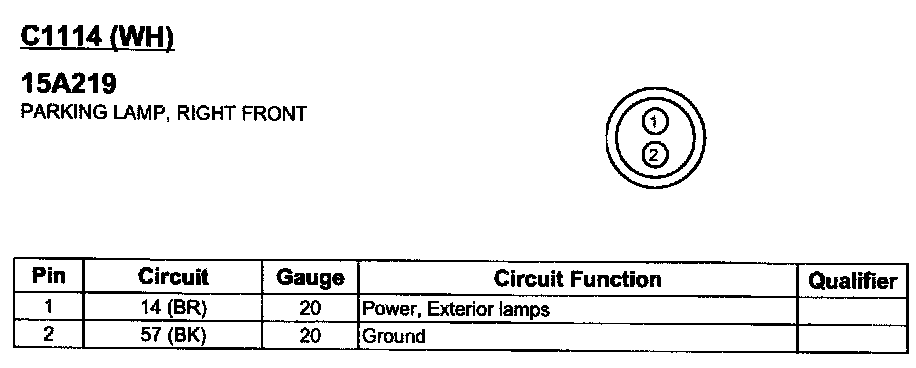 C1114 (WH)
15A219
PARKING LAMP, RIGHT FRONT
1
2
Pin Circuit Gauge Circuit Function Qualifier
1 14 (BR) 20 Power, Exterior lamps
2 57 (BK) 20 Ground